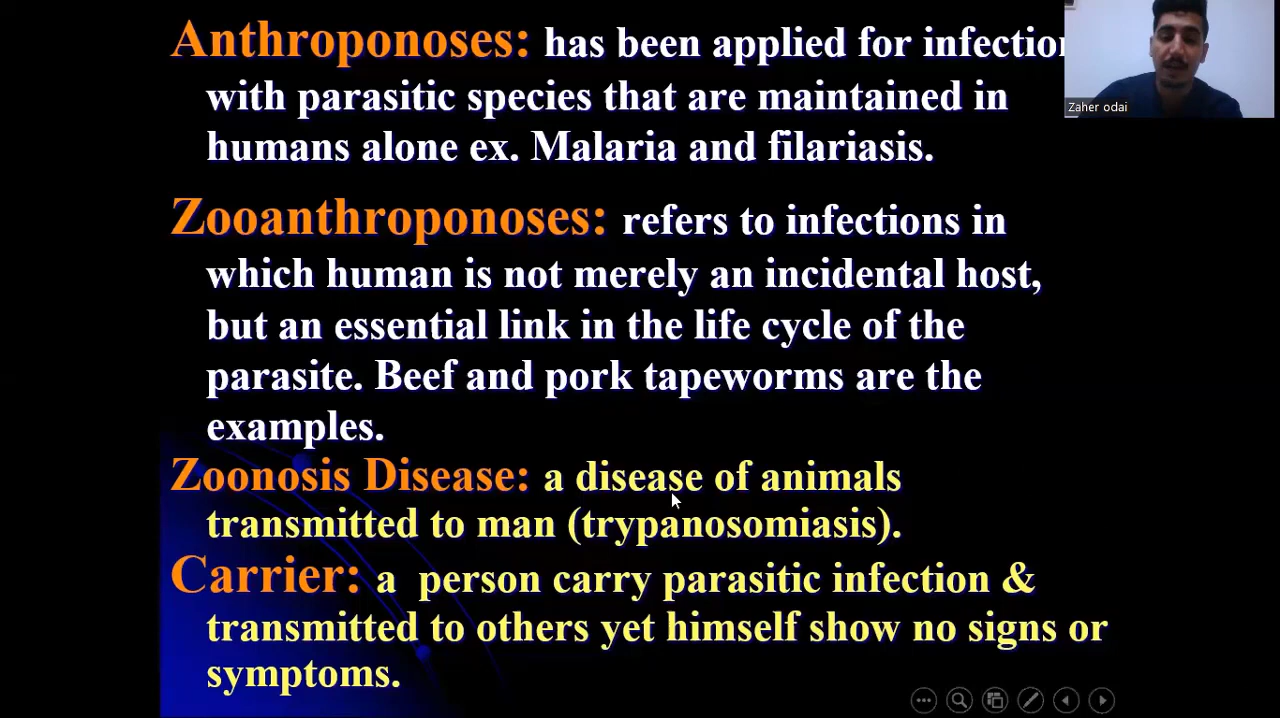 Anthroponoses: has been applied for infection
with parasitic species that are maintained in
humans alone ex. Malaria and filariasis.
Zooanthroponoses: refers to infections in
which human is not merely an incidental host,
but an essential link in the life cycle of the
parasite. Beef and pork tapeworms are the
examples.
Zoonosis Disease: a disease of animals
transmitted to man (trypanosomiasis).
Carrier: a person carry parasitic infection &
transmitted to others yet himself show no signs or
symptoms.
Zaher odai